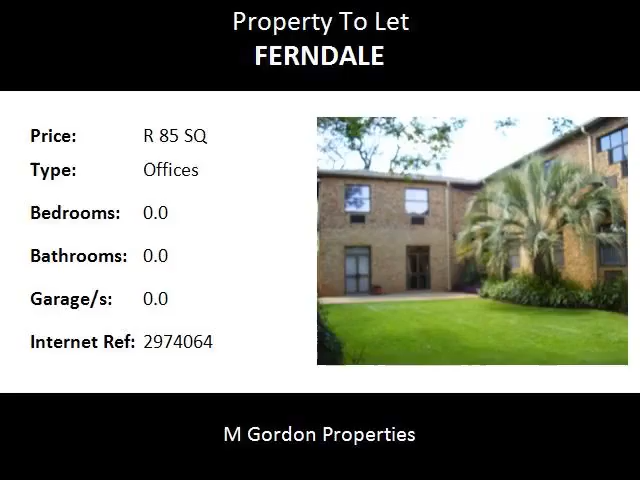 Property To Let
FERNDALE
Price: R 85 SQ
Type: Offices
Bedrooms: 0.0
Bathrooms: 0.0
Garage/s: 0.0
Internet Ref: 2974064
M Gordon Properties